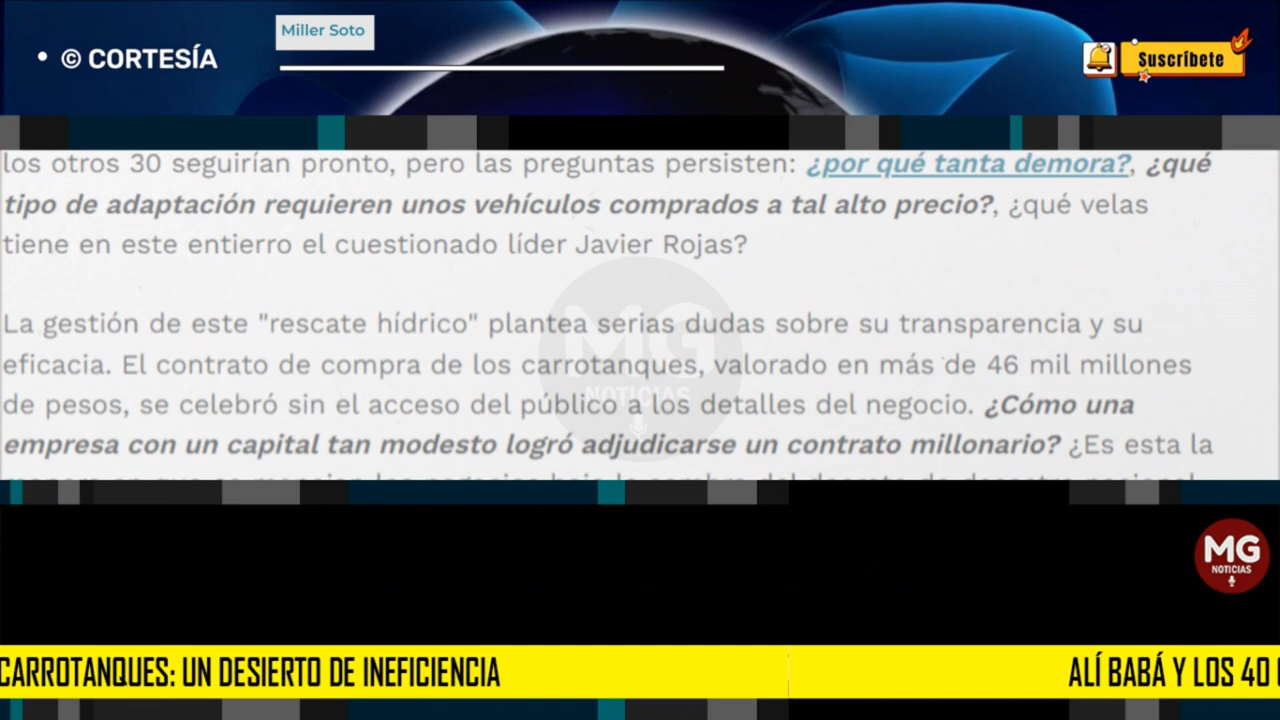 Miller Soto
• © CORTESÍA
Suscríbete
los otros 30 seguirían pronto, pero las preguntas persisten: ¿por qué tanta demora?, ¿qué
tipo de adaptación requieren unos vehículos comprados a tal alto precio?, ¿qué velas
tiene en este entierro el cuestionado líder Javier Rojas?
La gestión de este "rescate hídrico" plantea serias dudas sobre su transparencia y su
eficacia. El contrato de compra de los carrotanques, valorado en más de 46 mil millones
de pesos, se celebró sin el acceso del público a los detalles del negocio. ¿Cómo una
empresa con un capital tan modesto logró adjudicarse un contrato millonario? ¿Es esta la
MG
NOTICIAS
MG
NOTICIAS
CARROTANQUES: UN DESIERTO DE INEFICIENCIA
ALÍ BABÁ Y LOS 40